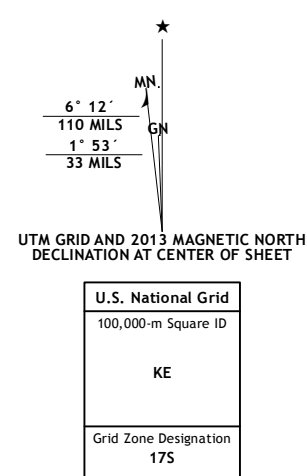 ★
MN.
6° 12´
110 MILS
GN
1° 53´
33 MILS
UTM GRID AND 2013 MAGNETIC NORTH
DECLINATION AT CENTER OF SHEET
U.S. National Grid
100,000-m Square ID
KE
Grid Zone Designation
17S